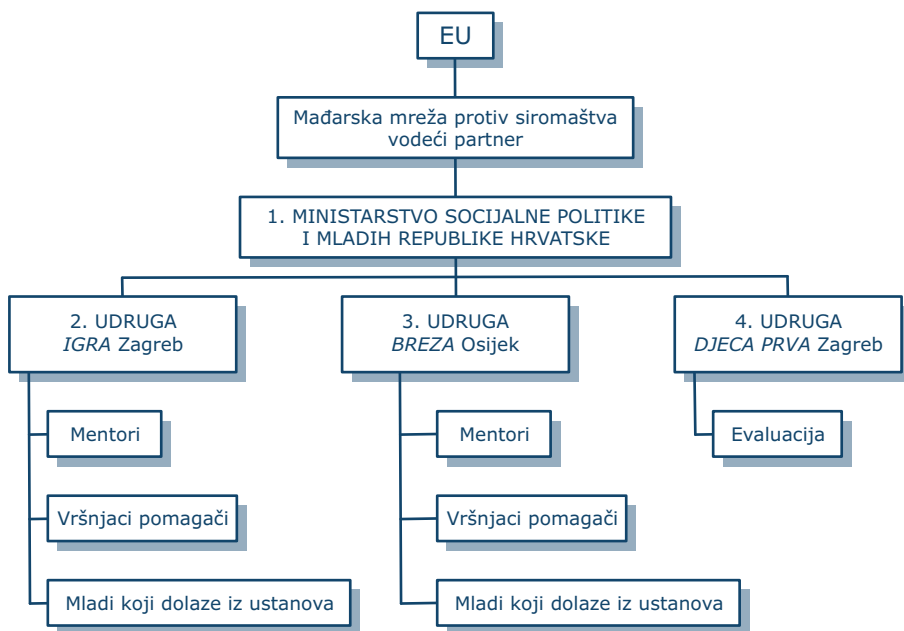 EU
Mađarska mreža protiv siromaštva
vodeći partner
1. MINISTARSTVO SOCIJALNE POLITIKE
I MLADIH REPUBLIKE HRVATSKE
2. UDRUGA
IGRA Zagreb
3. UDRUGA
BREZA Osijek
4. UDRUGA
DJECA PRVA Zagreb
Mentori
Mentori
Evaluacija
Vršnjaci pomagači
Vršnjaci pomagači
Mladi koji dolaze iz ustanova
Mladi koji dolaze iz ustanova